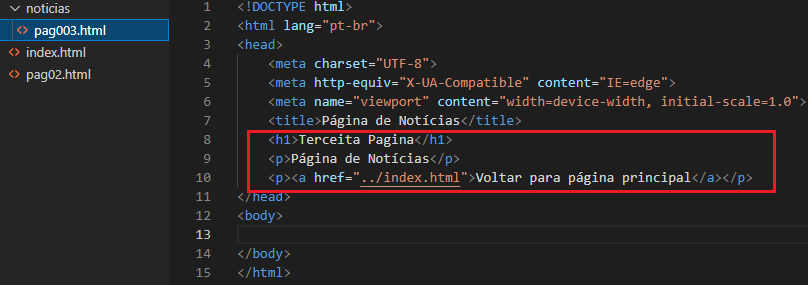 noticias
<> pag003.html
<> index.html
<> pag02.html
1 <!DOCTYPE html>
2 <html lang="pt-br">
3 <head>
4 <meta charset="UTF-8">
5 <meta http-equiv="X-UA-Compatible" content="IE=edge">
6 <meta name="viewport" content="width=device-width, initial-scale=1.0">
7 <title>Página de Notícias</title>
8 <h1>Terceita Pagina</h1>
9 <p>Página de Notícias</p>
10 <p><a href="../index.html">Voltar para página principal</a></p>
11 </head>
12 <body>
13
14 </body>
15 </html>